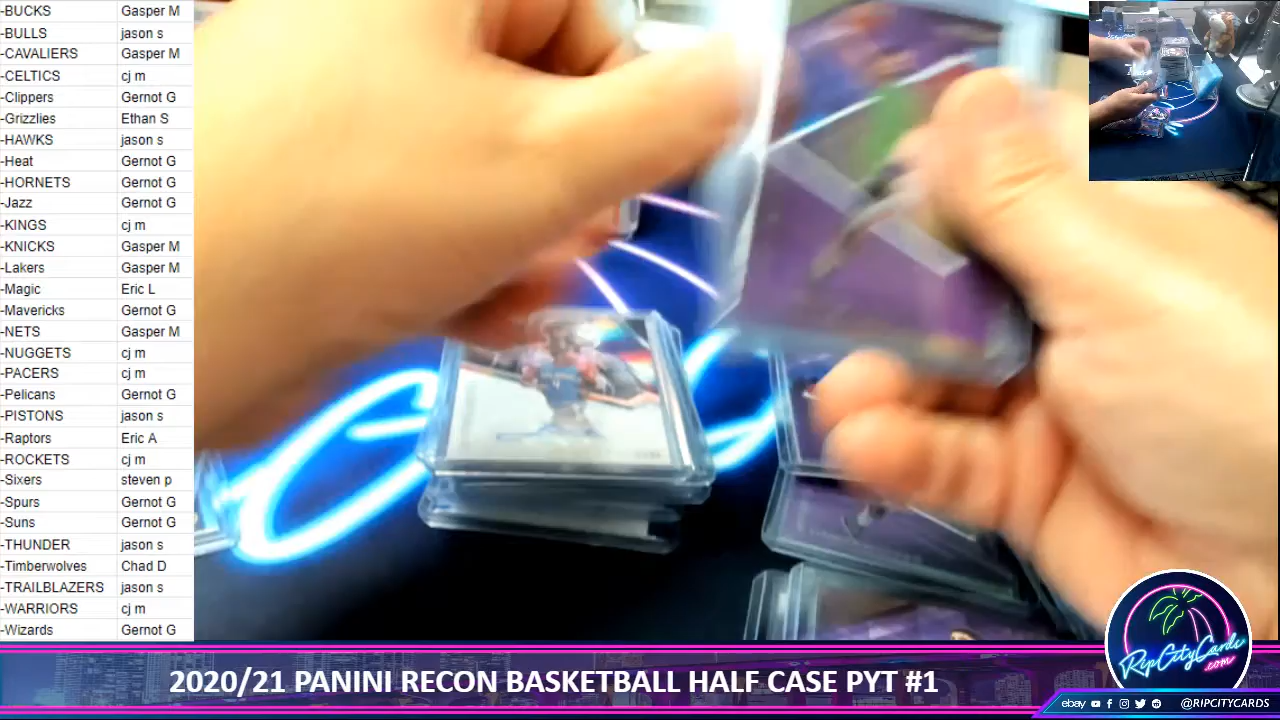 -BUCKS Gasper M
-BULLS jason s
-CAVALIERS Gasper M
-CELTICS cj m
-Clippers Gernot G
-Grizzlies Ethan S
-HAWKS jason s
-Heat Gernot G
-HORNETS Gernot G
-Jazz Gernot G
-KINGS cj m
-KNICKS Gasper M
-Lakers Gasper M
-Magic Eric L
-Mavericks Gernot G
-NETS Gasper M
-NUGGETS cj m
-PACERS cj m
-Pelicans Gernot G
-PISTONS jason s
-Raptors Eric A
-ROCKETS cj m
-Sixers steven p
-Spurs Gernot G
-Suns Gernot G
-THUNDER jason s
-Timberwolves Chad D
-TRAILBLAZERS jason s
-WARRIORS cj m
-Wizards Gernot G
RipCityCards
.com
2020/21 PANINI RECON BASKETBALL HALF CASE PYT #1
ebay @RIPCITYCARDS